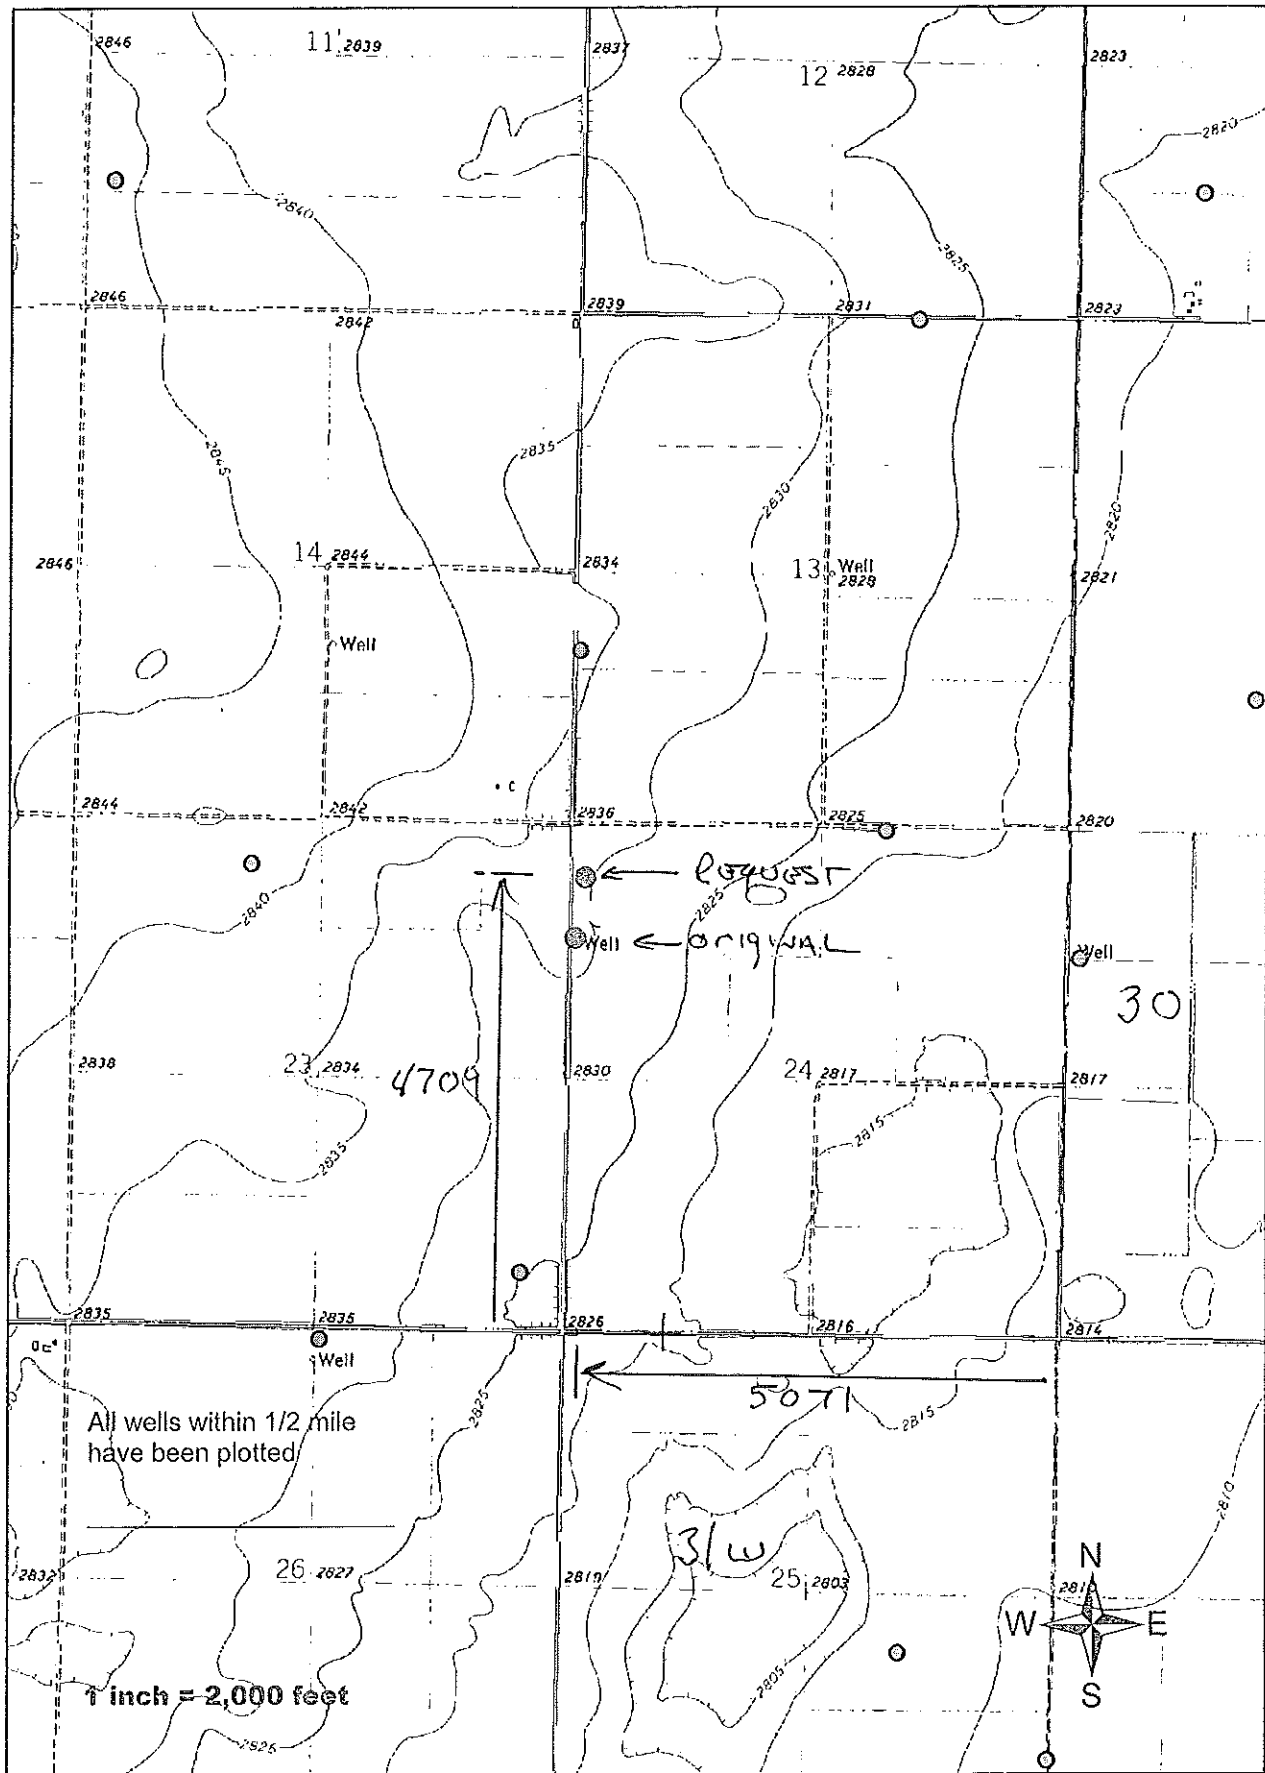 2846 11 2839 2837 12 2828 2823
2820
2840
2825
2846 2842 2839 2831 2823
2845
2835
2830
2820
2846 14 2844 2834 13 Well 2828 2821
Well
C
2844 2842 2836 2825 2820
REQUEST
2840
2825
Well ORIGINAL
Well
30
2838 23 2834 4709 2830 24 2817 2817
2815
2835
2835 2835 2826 2816 2814
Well
5071
2825
2815
All wells within 1/2 mile
have been plotted
2810
31W
N
2832 26 2827 2819 25 2803
W E
S
2805
1 inch = 2,000 feet
2825